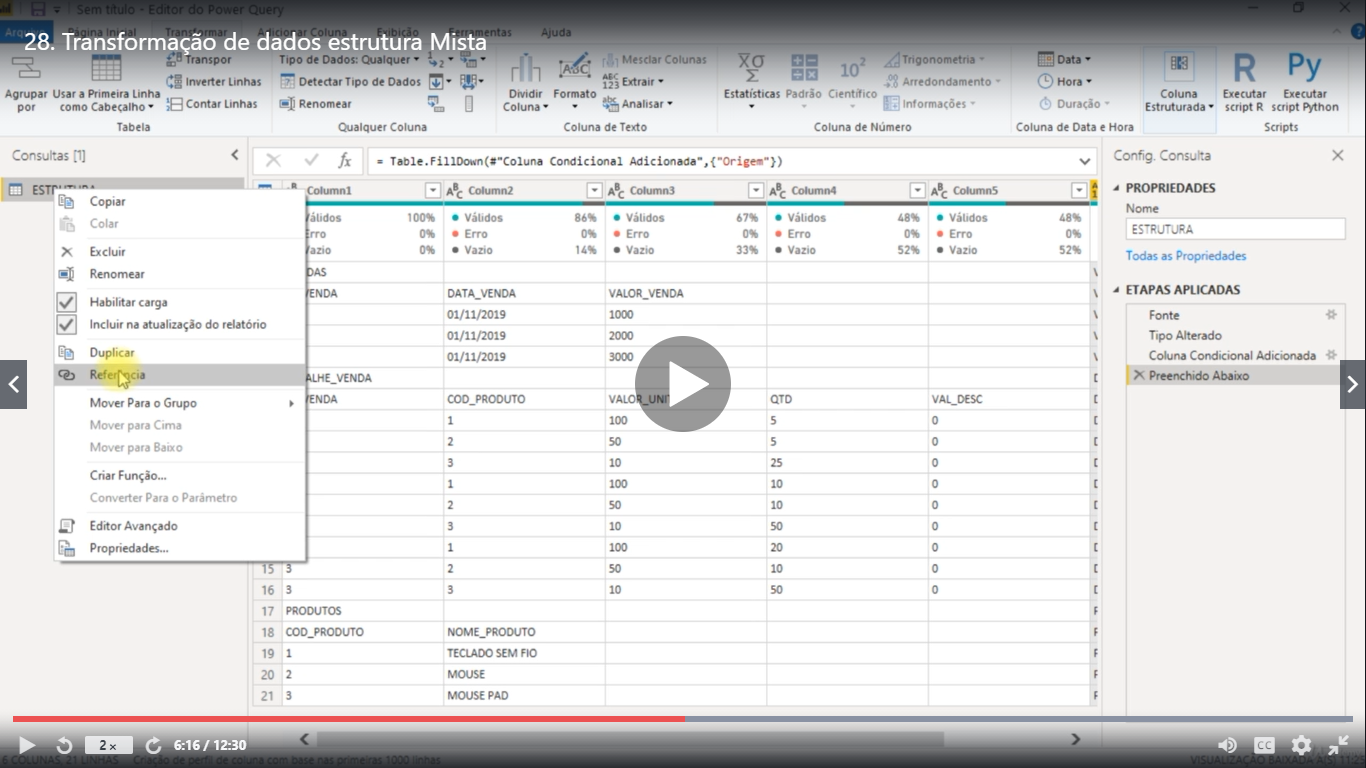 Sem título - Editor do Power Query
28. Transformação de dados estrutura Mista
Arquivo Página Inicial Transformar Adicionar Coluna Exibição Ferramentas Ajuda
Transpor
Inverter Linhas
Contar Linhas
Agrupar por
Usar a Primeira Linha como Cabeçalho
Tabela
Tipo de Dados: Qualquer
Detectar Tipo de Dados
Renomear
Qualquer Coluna
Dividir Coluna
Formato
Mesclar Colunas
Extrair
Analisar
Coluna de Texto
Estatísticas
Padrão
Científico
Trigonometria
Arredondamento
Informações
Coluna de Número
Data
Hora
Duração
Coluna de Data e Hora
Coluna Estruturada
Executar script R
Executar script Python
Scripts
Consultas [1]
= Table.FillDown(#"Coluna Condicional Adicionada",{"Origem"})
ESTRUTURA
Copiar
Colar
Excluir
Renomear
Habilitar carga
Incluir na atualização do relatório
Duplicar
Referência
Mover Para o Grupo
Mover para Cima
Mover para Baixo
Criar Função...
Converter Para o Parâmetro
Editor Avançado
Propriedades...
Column1 Column2 Column3 Column4 Column5
Válidos 100% Válidos 86% Válidos 67% Válidos 48% Válidos 48%
Erro 0% Erro 0% Erro 0% Erro 0% Erro 0%
Vazio 0% Vazio 14% Vazio 33% Vazio 52% Vazio 52%
DAS
VENDA DATA_VENDA VALOR_VENDA
01/11/2019 1000
01/11/2019 2000
01/11/2019 3000
ALHE_VENDA
VENDA COD_PRODUTO VALOR_UNI QTD VAL_DESC
1 100 5 0
2 50 5 0
3 10 25 0
1 100 10 0
2 50 10 0
3 10 50 0
1 100 20 0
15 3 2 50 10 0
16 3 3 10 50 0
17 PRODUTOS
18 COD_PRODUTO NOME_PRODUTO
19 1 TECLADO SEM FIO
20 2 MOUSE
21 3 MOUSE PAD
Config. Consulta
PROPRIEDADES
Nome
ESTRUTURA
Todas as Propriedades
ETAPAS APLICADAS
Fonte
Tipo Alterado
Coluna Condicional Adicionada
Preenchido Abaixo
2x 6:16 / 12:30 CC
6 COLUNAS, 21 LINHAS Criação de perfil de coluna com base nas primeiras 1000 linhas